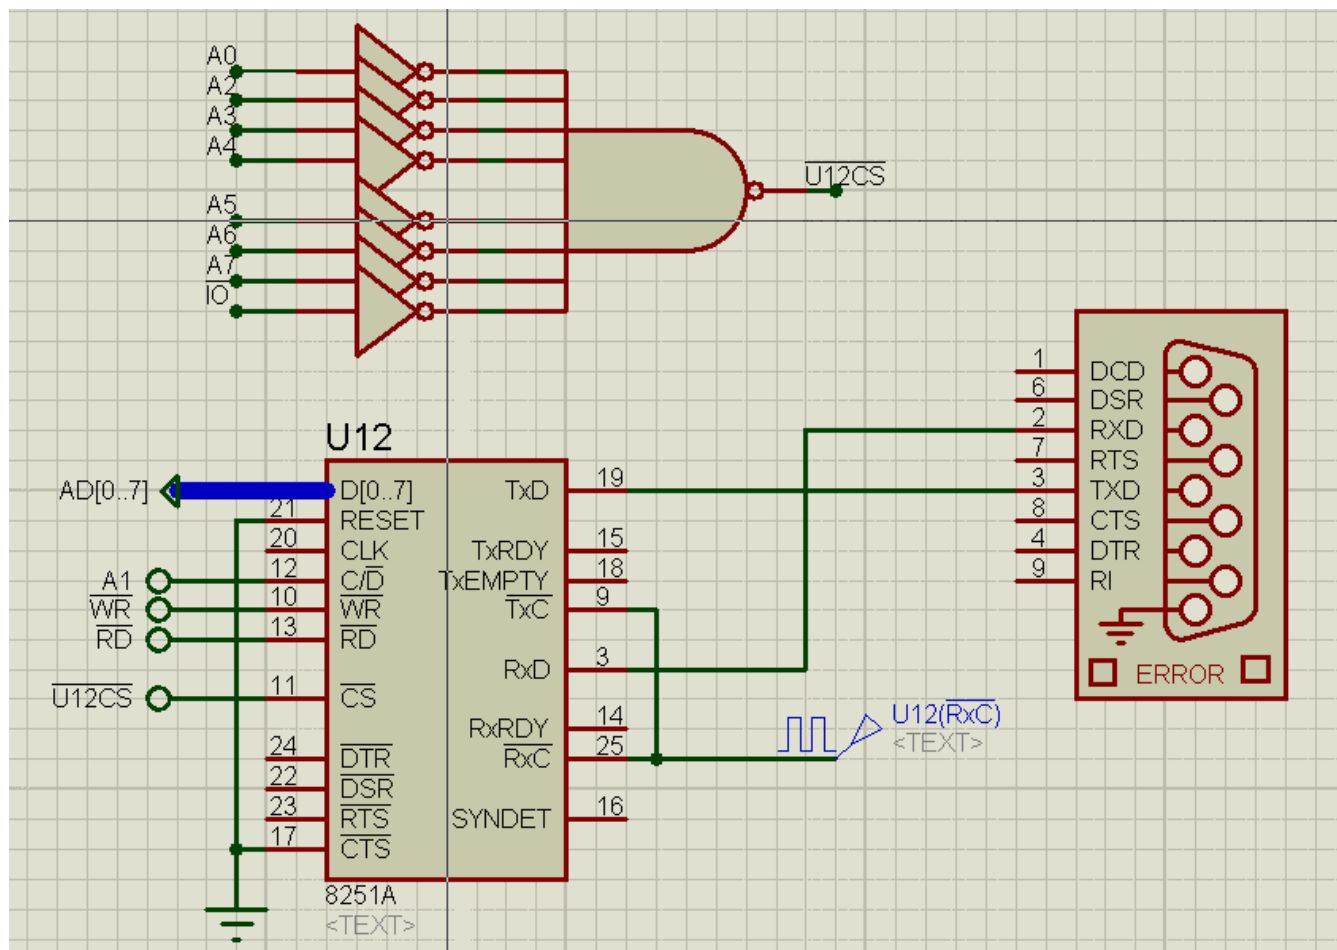 A0
A2
A3
A4
A5
A6
A7
IO
U12CS
U12
AD[0..7]
D[0..7]
21 RESET
20 CLK
A1 12 C/D
WR 10 WR
RD 13 RD
U12CS 11 CS
24 DTR
22 DSR
23 RTS
17 CTS
TxD 19
TxRDY 15
TxEMPTY 18
TxC 9
RxD 3
RxRDY 14
RxC 25
SYNDET 16
8251A
<TEXT>
U12(RxC)
<TEXT>
1 DCD
6 DSR
2 RXD
7 RTS
3 TXD
8 CTS
4 DTR
9 RI
ERROR